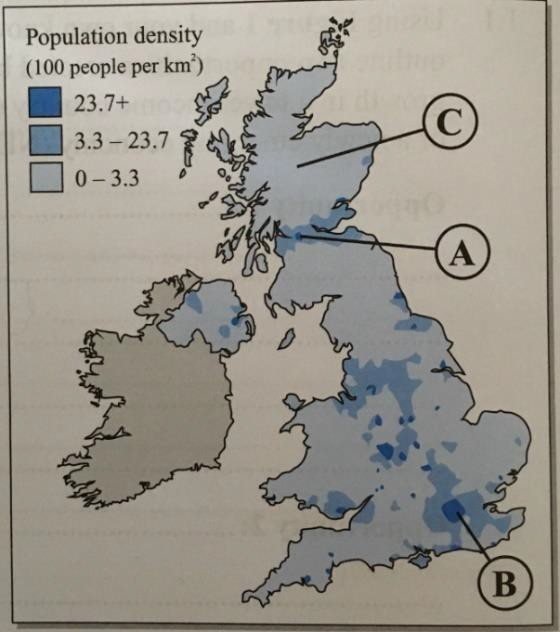 Population density
(100 people per km²)
23.7+
3.3 – 23.7
0 – 3.3
C
A
B